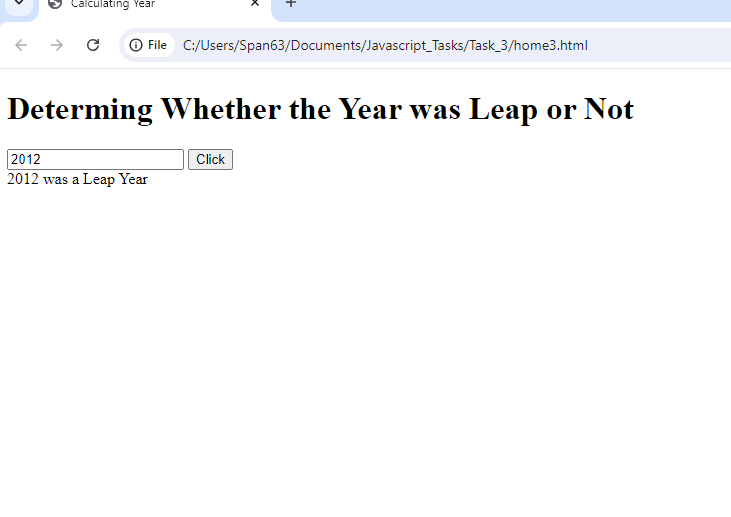 Calculating Year
File C:/Users/Span63/Documents/Javascript_Tasks/Task_3/home3.html
Determing Whether the Year was Leap or Not
2012 Click
2012 was a Leap Year